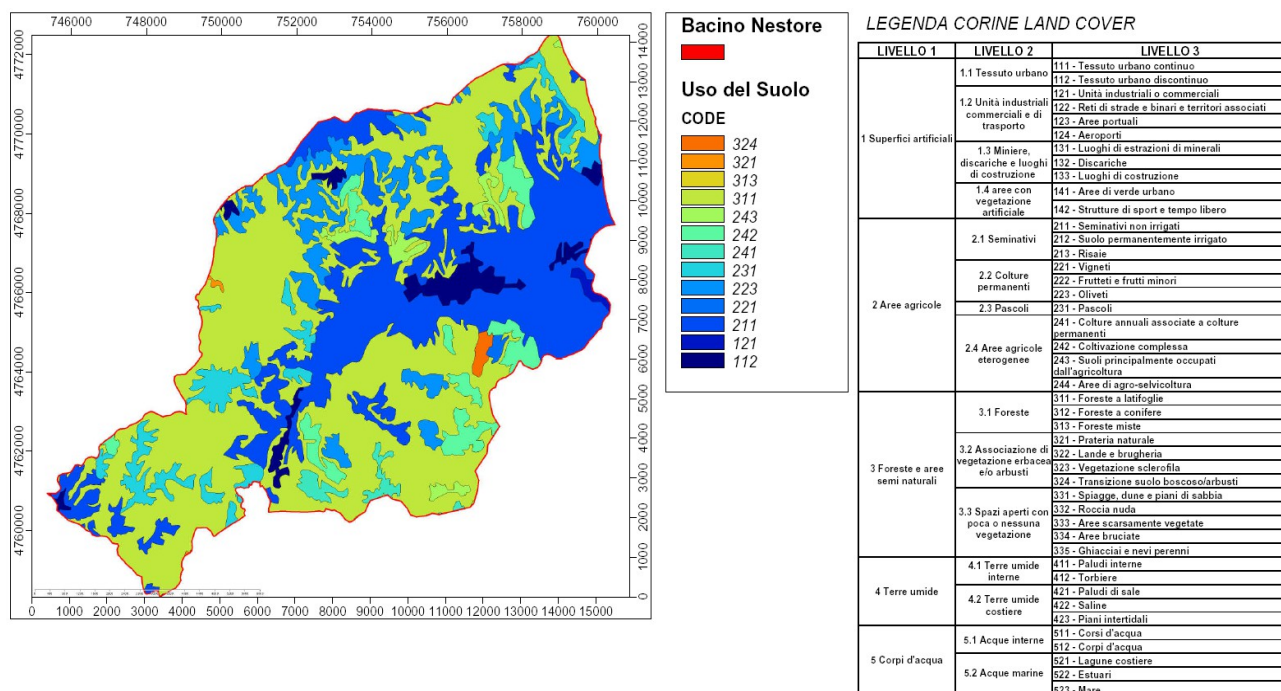 746000 748000 750000 752000 754000 756000 758000 760000
4772000
4770000
4768000
4766000
4764000
4762000
4760000
14000
13000
12000
11000
10000
9000
8000
7000
6000
5000
4000
3000
2000
1000
0
0 1000 2000 3000 4000 5000 6000 7000 8000 9000 10000 11000 12000 13000 14000 15000
Bacino Nestore
Uso del Suolo
CODE
324
321
313
311
243
242
241
231
223
221
211
121
112
LEGENDA CORINE LAND COVER
LIVELLO 1 LIVELLO 2 LIVELLO 3
1 Superfici artificiali
1.1 Tessuto urbano
111 - Tessuto urbano continuo
112 - Tessuto urbano discontinuo
1.2 Unità industriali
commerciali e di
trasporto
121 - Unità industriali o commerciali
122 - Reti di strade e binari e territori associati
123 - Aree portuali
124 - Aeroporti
1.3 Miniere,
discariche e luoghi
di costruzione
131 - Luoghi di estrazioni di minerali
132 - Discariche
133 - Luoghi di costruzione
1.4 aree con
vegetazione
artificiale
141 - Aree di verde urbano
142 - Strutture di sport e tempo libero
2 Aree agricole
2.1 Seminativi
211 - Seminativi non irrigati
212 - Suolo permanentemente irrigato
213 - Risaie
2.2 Colture
permanenti
221 - Vigneti
222 - Frutteti e frutti minori
223 - Oliveti
2.3 Pascoli
231 - Pascoli
2.4 Aree agricole
eterogenee
241 - Colture annuali associate a colture
permanenti
242 - Coltivazione complessa
243 - Suoli principalmente occupati
dall'agricoltura
244 - Aree di agro-selvicoltura
3 Foreste e aree
semi naturali
3.1 Foreste
311 - Foreste a latifoglie
312 - Foreste a conifere
313 - Foreste miste
3.2 Associazione di
vegetazione erbacea
e/o arbusti
321 - Prateria naturale
322 - Lande e brugheria
323 - Vegetazione sclerofila
324 - Transizione suolo boscoso/arbusti
3.3 Spazi aperti con
poca o nessuna
vegetazione
331 - Spiagge, dune e piani di sabbia
332 - Roccia nuda
333 - Aree scarsamente vegetate
334 - Aree bruciate
335 - Ghiacciai e nevi perenni
4 Terre umide
4.1 Terre umide
interne
411 - Paludi interne
412 - Torbiere
4.2 Terre umide
costiere
421 - Paludi di sale
422 - Saline
423 - Piani intertidali
5 Corpi d'acqua
5.1 Acque interne
511 - Corsi d'acqua
512 - Corpi d'acqua
5.2 Acque marine
521 - Lagune costiere
522 - Estuari
523 - Mare